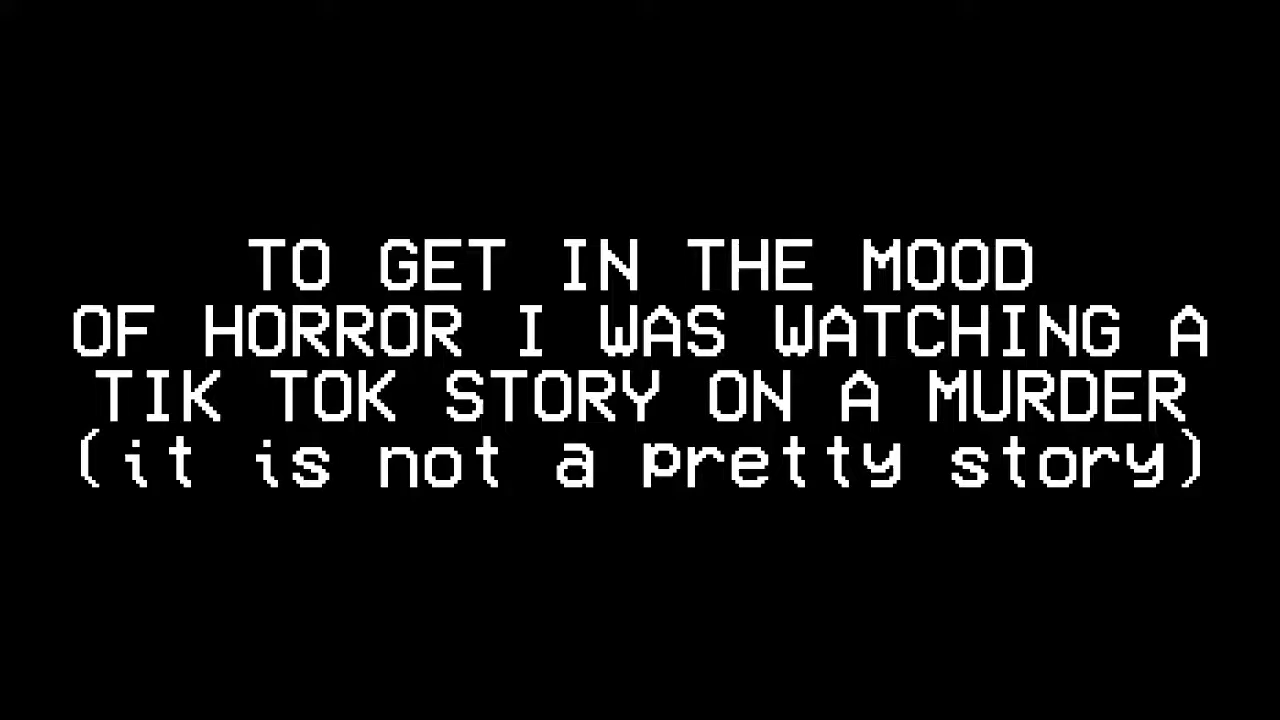 TO GET IN THE MOOD
OF HORROR I WAS WATCHING A
TIK TOK STORY ON A MURDER
(it is not a pretty story)